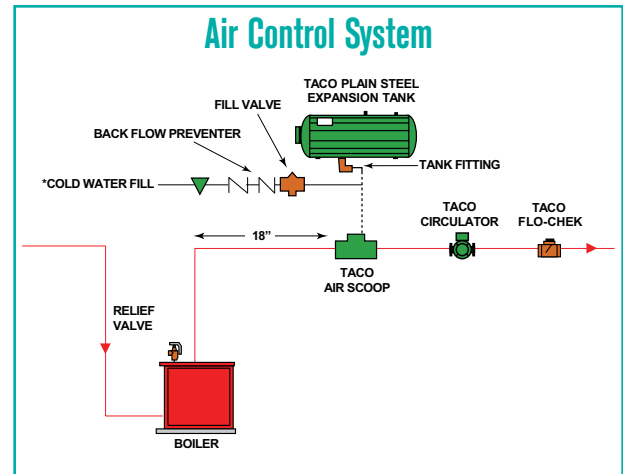 Air Control System
TACO PLAIN STEEL
EXPANSION TANK
FILL VALVE
BACK FLOW PREVENTER
TANK FITTING
*COLD WATER FILL
TACO
CIRCULATOR
TACO
FLO-CHEK
18”
TACO
AIR SCOOP
RELIEF
VALVE
BOILER